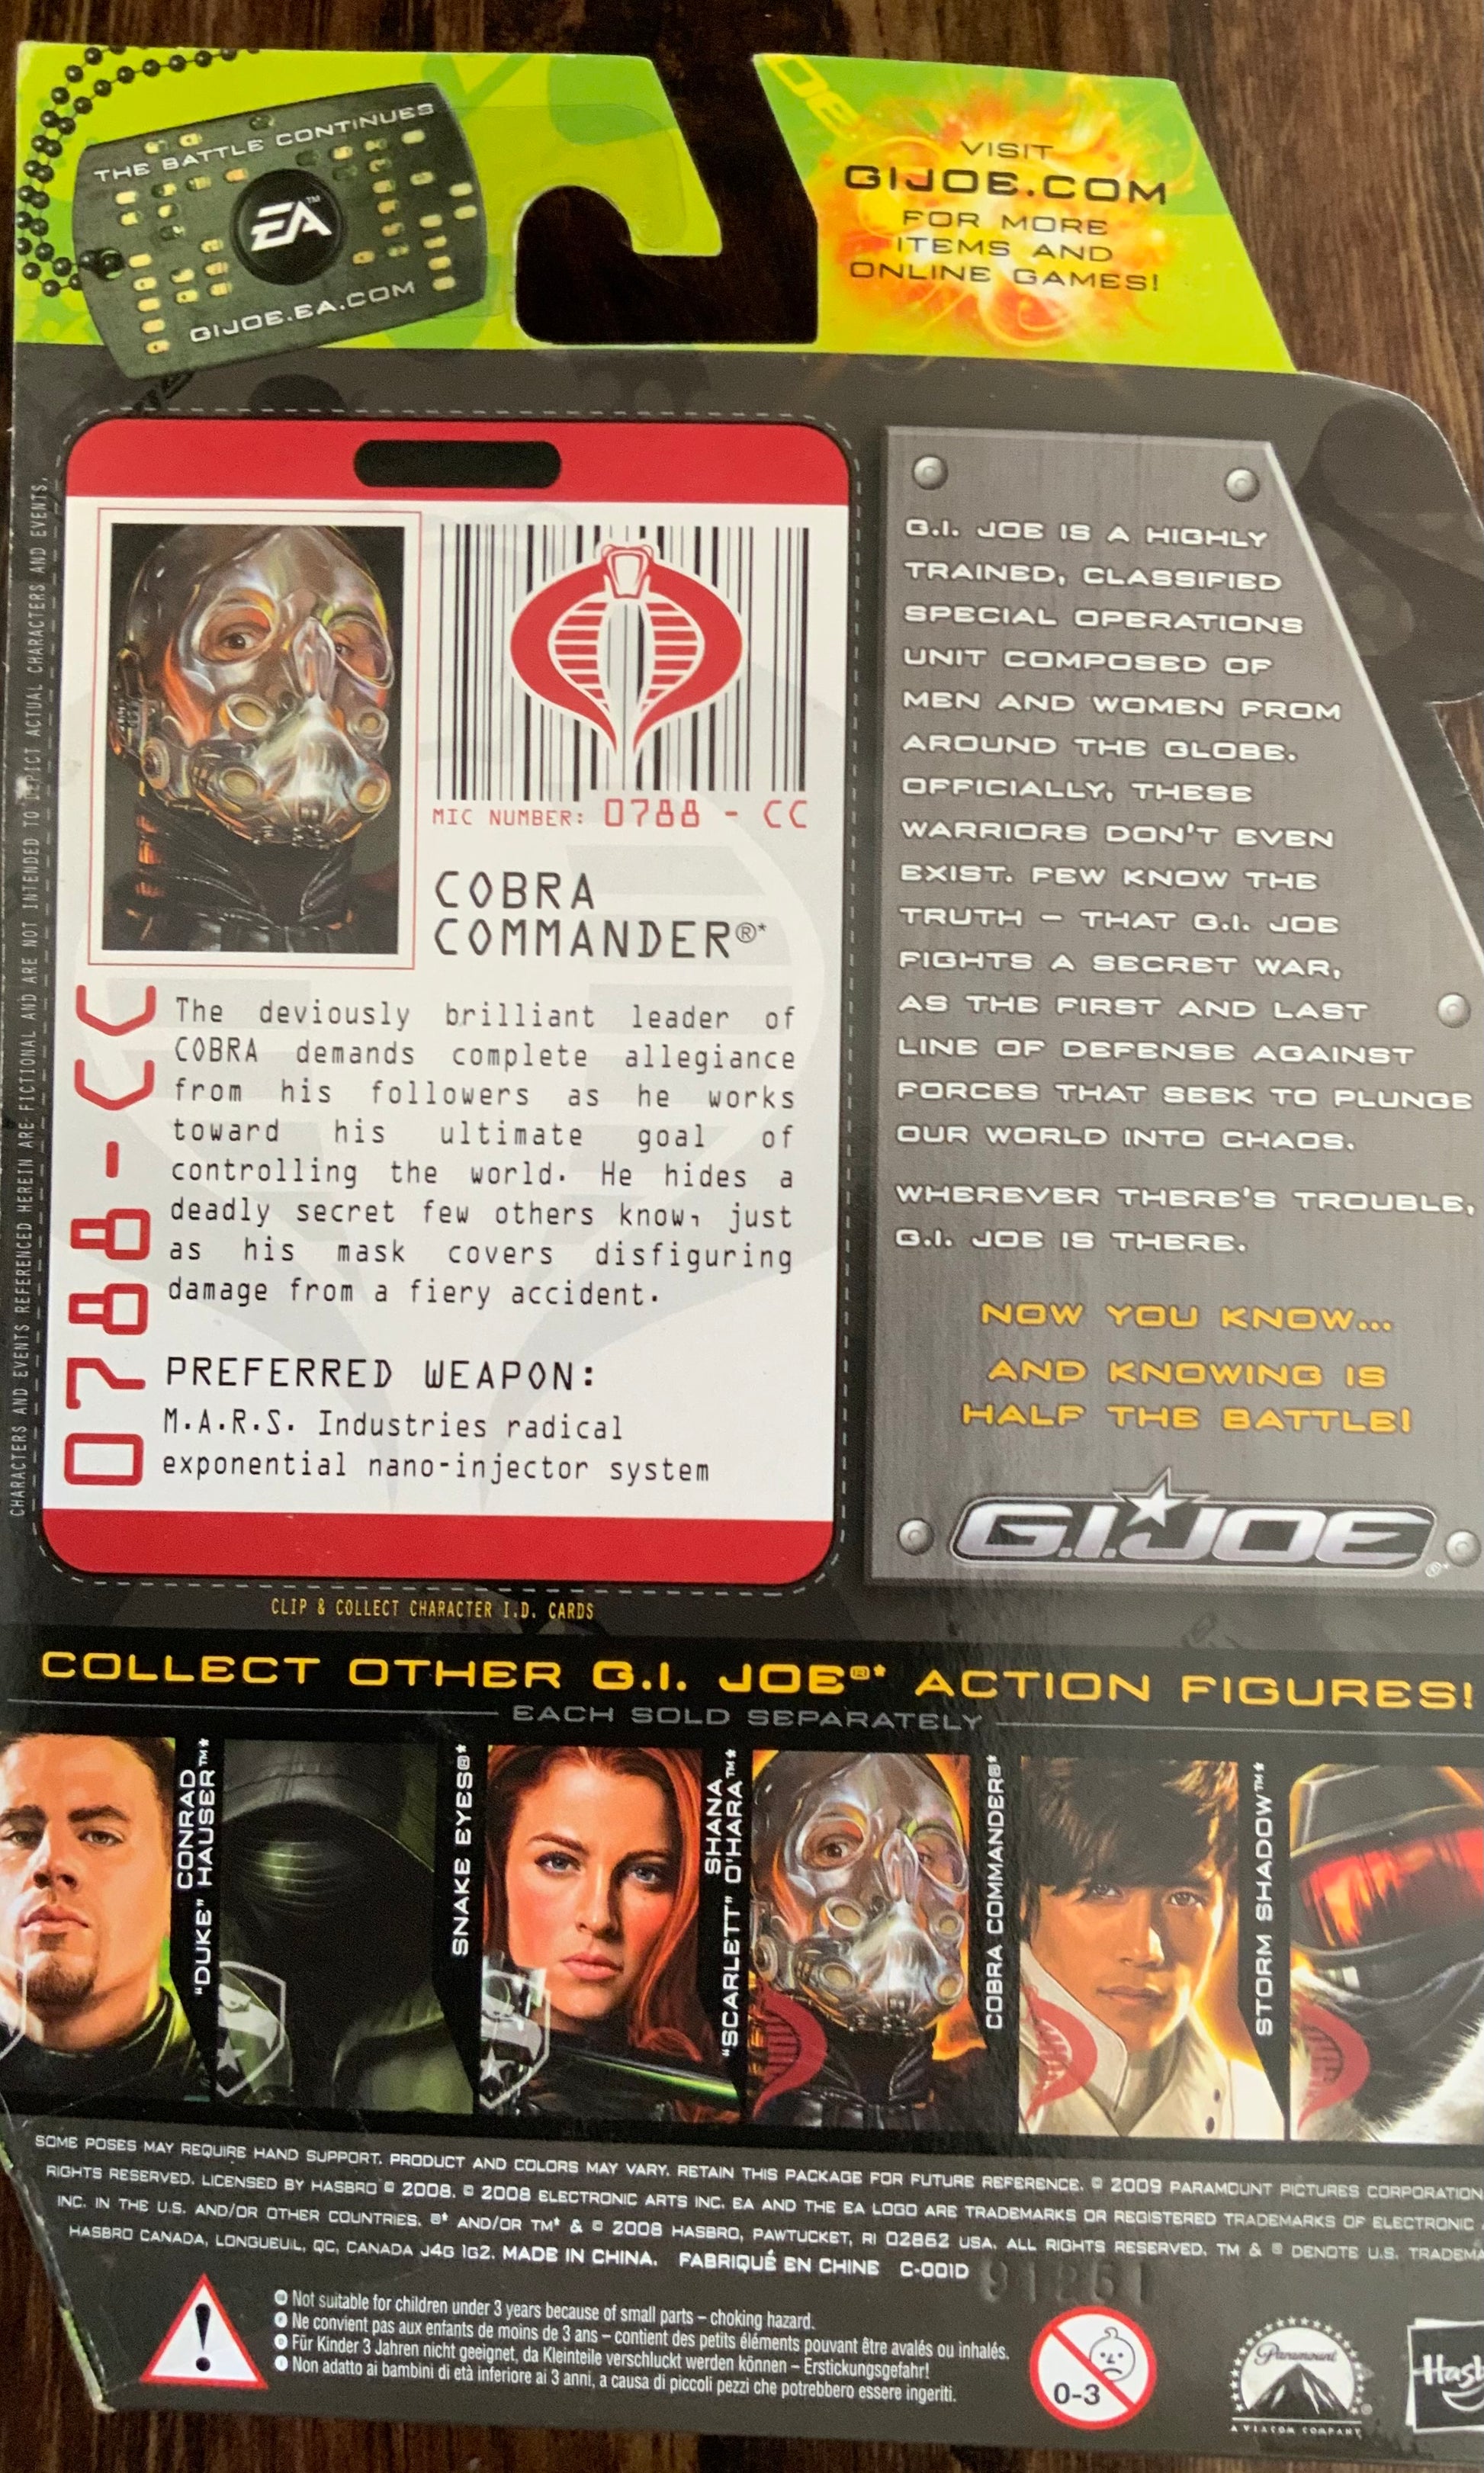 THE BATTLE CONTINUES
EA™
GIJOE.EA.COM
VISIT
GIJOE.COM
FOR MORE
ITEMS AND
ONLINE GAMES!
CHARACTERS AND EVENTS REFERENCED HEREIN ARE FICTIONAL AND ARE NOT INTENDED TO DEPICT ACTUAL CHARACTERS AND EVENTS.
MIC NUMBER: 0788 - CC
COBRA
COMMANDER®*
0788-CC
The deviously brilliant leader of
COBRA demands complete allegiance
from his followers as he works
toward his ultimate goal of
controlling the world. He hides a
deadly secret few others know, just
as his mask covers disfiguring
damage from a fiery accident.
PREFERRED WEAPON:
M.A.R.S. Industries radical
exponential nano-injector system
CLIP & COLLECT CHARACTER I.D. CARDS
G.I. JOE IS A HIGHLY
TRAINED, CLASSIFIED
SPECIAL OPERATIONS
UNIT COMPOSED OF
MEN AND WOMEN FROM
AROUND THE GLOBE.
OFFICIALLY, THESE
WARRIORS DON'T EVEN
EXIST. FEW KNOW THE
TRUTH – THAT G.I. JOE
FIGHTS A SECRET WAR,
AS THE FIRST AND LAST
LINE OF DEFENSE AGAINST
FORCES THAT SEEK TO PLUNGE
OUR WORLD INTO CHAOS.
WHEREVER THERE'S TROUBLE,
G.I. JOE IS THERE.
NOW YOU KNOW...
AND KNOWING IS
HALF THE BATTLE!
G.I. JOE®*
COLLECT OTHER G.I. JOE®* ACTION FIGURES!
EACH SOLD SEPARATELY
CONRAD
"DUKE" HAUSER™*
SNAKE EYES®*
SHANA
"SCARLETT" O'HARA™*
COBRA COMMANDER®*
STORM SHADOW™*
SOME POSES MAY REQUIRE HAND SUPPORT. PRODUCT AND COLORS MAY VARY. RETAIN THIS PACKAGE FOR FUTURE REFERENCE. © 2009 PARAMOUNT PICTURES CORPORATION
RIGHTS RESERVED. LICENSED BY HASBRO © 2008. © 2008 ELECTRONIC ARTS INC. EA AND THE EA LOGO ARE TRADEMARKS OR REGISTERED TRADEMARKS OF ELECTRONIC
INC. IN THE U.S. AND/OR OTHER COUNTRIES. ®* AND/OR TM* & © 2008 HASBRO, PAWTUCKET, RI 02862 USA. ALL RIGHTS RESERVED. TM & ® DENOTE U.S. TRADEMA
HASBRO CANADA, LONGUEUIL, QC, CANADA J4G 1G2. MADE IN CHINA. FABRIQUÉ EN CHINE C-001D
91261
Not suitable for children under 3 years because of small parts – choking hazard.
Ne convient pas aux enfants de moins de 3 ans – contient des petits éléments pouvant être avalés ou inhalés.
Für Kinder 3 Jahren nicht geeignet, da Kleinteile verschluckt werden können – Erstickungsgefahr!
Non adatto ai bambini di età inferiore ai 3 anni, a causa di piccoli pezzi che potrebbero essere ingeriti.
0-3
Paramount
A VIACOM COMPANY
Hasb